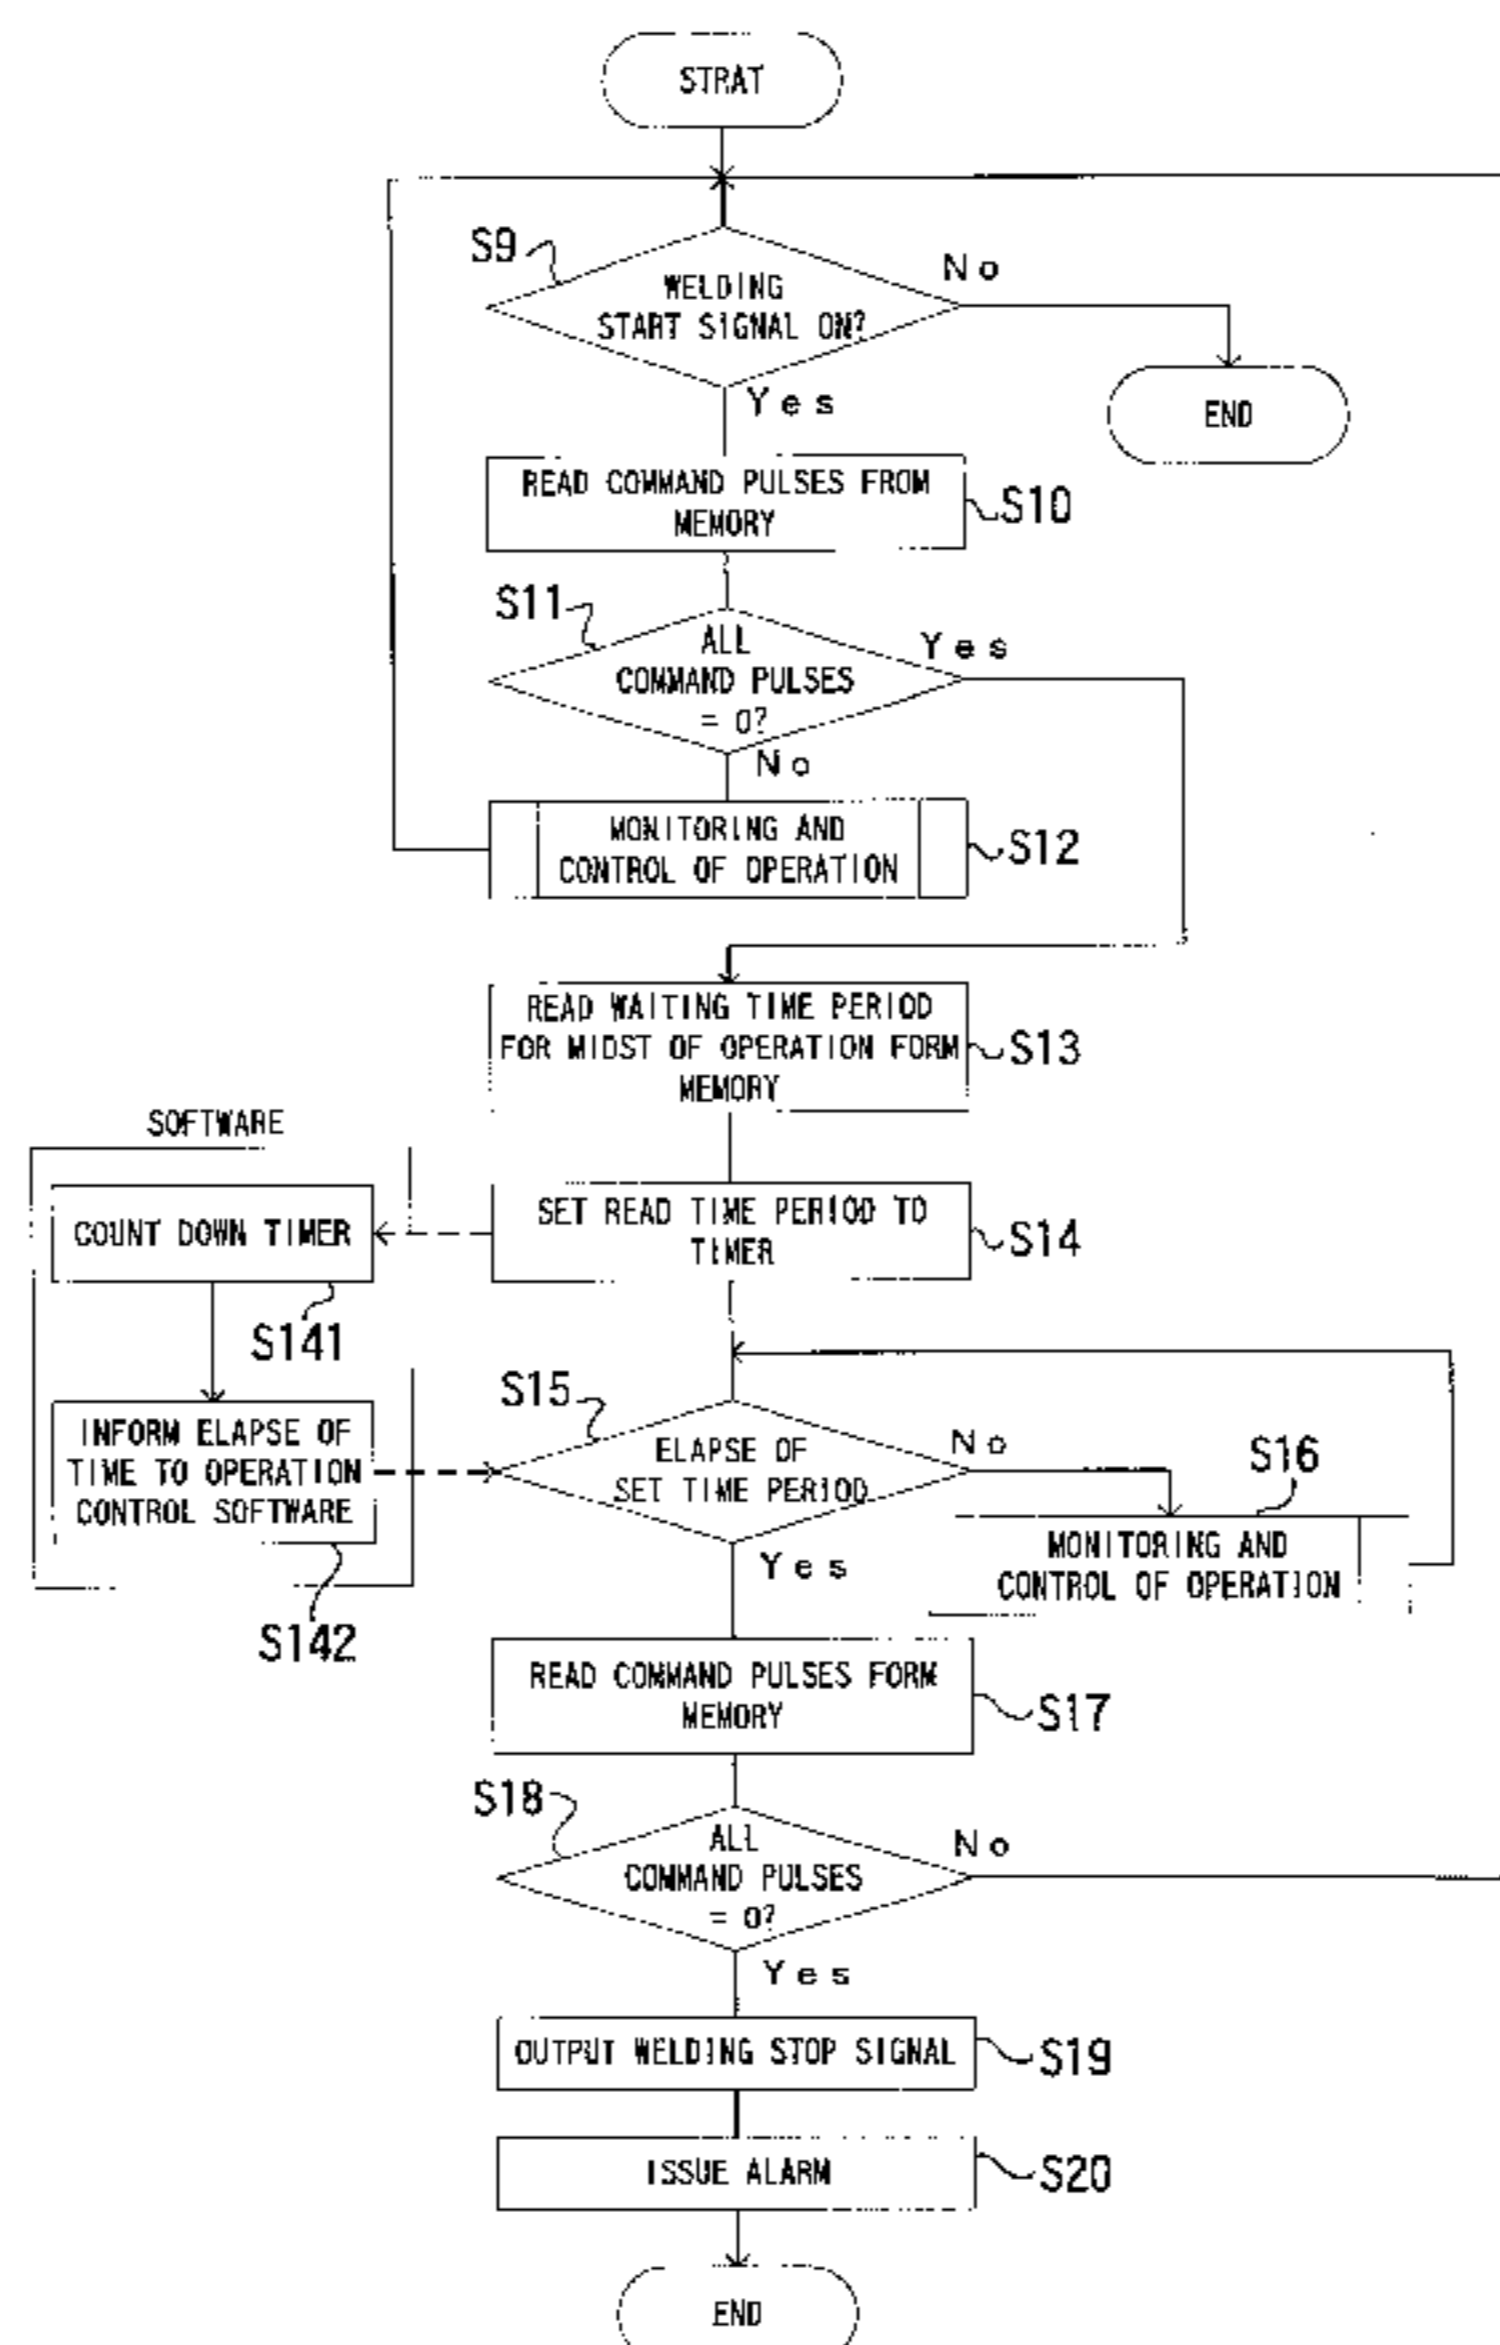 STRAT
S9
No
WELDING
START SIGNAL ON?
Yes
END
READ COMMAND PULSES FROM
MEMORY
S10
S11
ALL
COMMAND PULSES
= 0?
Yes
No
MONITORING AND
CONTROL OF OPERATION
S12
READ WAITING TIME PERIOD
FOR MIDST OF OPERATION FORM
MEMORY
S13
SOFTWARE
COUNT DOWN TIMER
SET READ TIME PERIOD TO
TIMER
S14
S141
S15
INFORM ELAPSE OF
TIME TO OPERATION
CONTROL SOFTWARE
ELAPSE OF
SET TIME PERIOD
No
S16
MONITORING AND
CONTROL OF OPERATION
Yes
S142
READ COMMAND PULSES FORM
MEMORY
S17
S18
ALL
COMMAND PULSES
= 0?
No
Yes
OUTPUT WELDING STOP SIGNAL
S19
ISSUE ALARM
S20
END